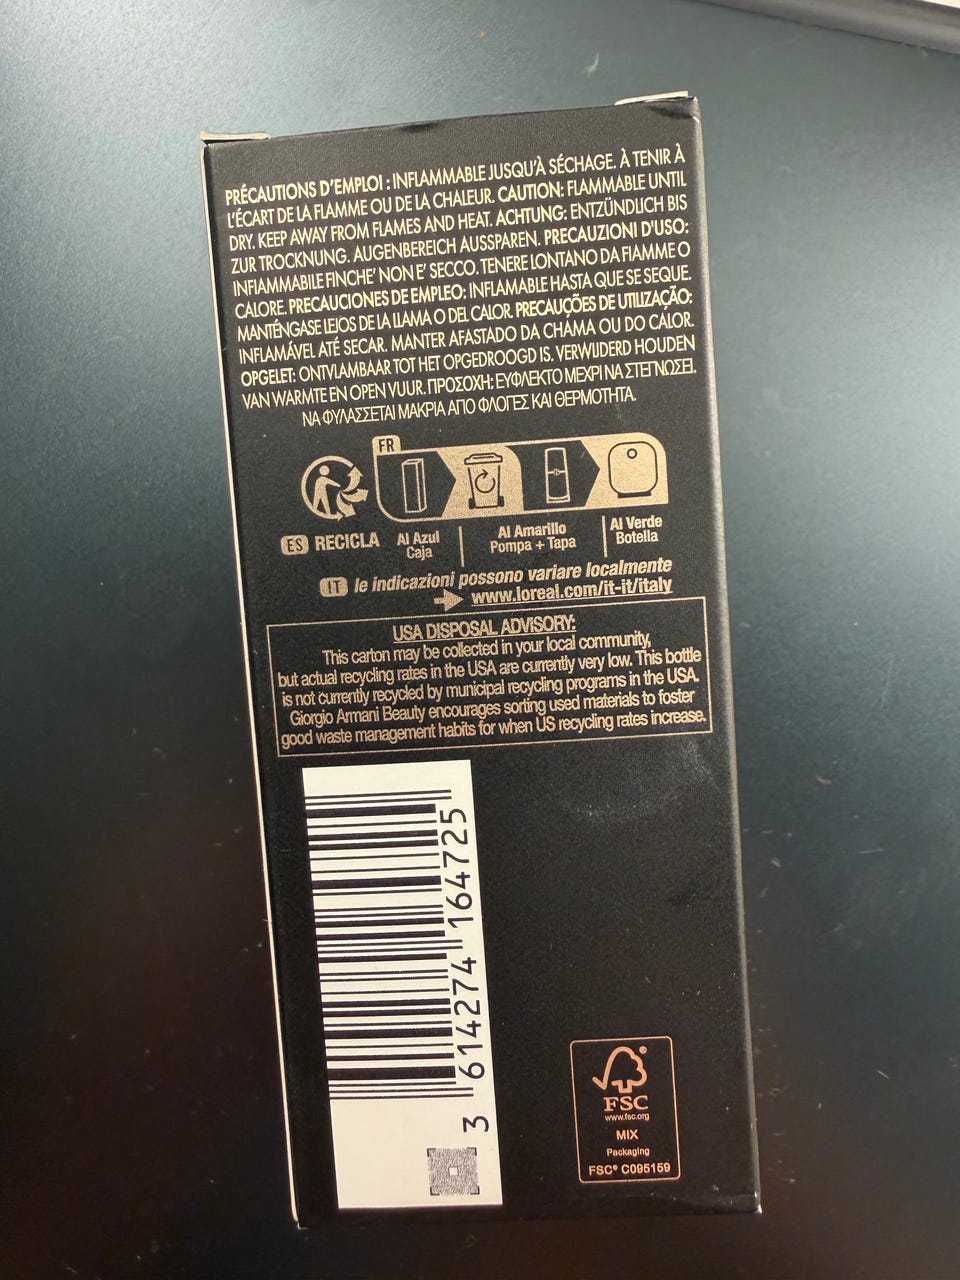 PRÉCAUTIONS D'EMPLOI : INFLAMMABLE JUSQU'À SÉCHAGE. À TENIR À
L'ÉCART DE LA FLAMME OU DE LA CHALEUR. CAUTION: FLAMMABLE UNTIL
DRY. KEEP AWAY FROM FLAMES AND HEAT. ACHTUNG: ENTZÜNDLICH BIS
ZUR TROCKNUNG. AUGENBEREICH AUSSPAREN. PRECAUZIONI D'USO:
INFIAMMABILE FINCHE' NON E' SECCO. TENERE LONTANO DA FIAMME O
CALORE. PRECAUCIONES DE EMPLEO: INFLAMABLE HASTA QUE SE SEQUE.
MANTÉNGASE LEJOS DE LA LLAMA O DEL CALOR. PRECAUÇÕES DE UTILIZAÇÃO:
INFLAMÁVEL ATÉ SECAR. MANTER AFASTADO DA CHAMA OU DO CALOR.
OPGELET: ONTVLAMBAAR TOT HET OPGEDROOGD IS. VERWIJDERD HOUDEN
VAN WARMTE EN OPEN VUUR. ΠΡΟΣΟΧΗ: ΕΥΦΛΕΚΤΟ ΜΕΧΡΙ ΝΑ ΣΤΕΓΝΩΣΕΙ.
ΝΑ ΦΥΛΑΣΣΕΤΑΙ ΜΑΚΡΙΑ ΑΠΟ ΦΛΟΓΕΣ ΚΑΙ ΘΕΡΜΟΤΗΤΑ.
FR
ES RECICLA
Al Azul
Caja
Al Amarillo
Pompa + Tapa
Al Verde
Botella
IT le indicazioni possono variare localmente
www.loreal.com/it-it/italy
USA DISPOSAL ADVISORY:
This carton may be collected in your local community,
but actual recycling rates in the USA are currently very low. This bottle
is not currently recycled by municipal recycling programs in the USA.
Giorgio Armani Beauty encourages sorting used materials to foster
good waste management habits for when US recycling rates increase.
3 614274 164725
FSC
www.fsc.org
MIX
Packaging
FSC® C095159